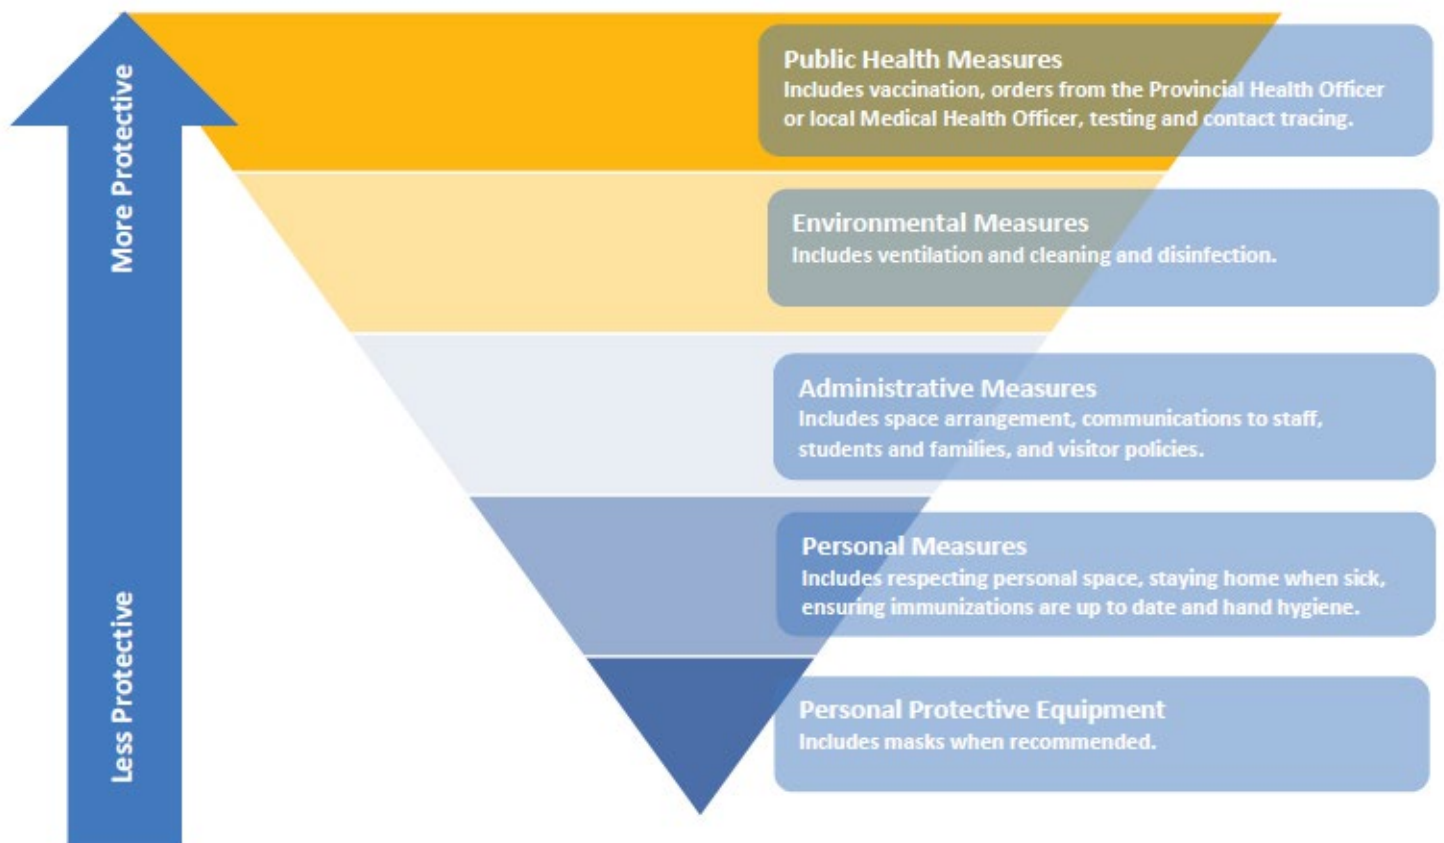 More Protective
Less Protective
Public Health Measures
Includes vaccination, orders from the Provincial Health Officer
or local Medical Health Officer, testing and contact tracing.
Environmental Measures
Includes ventilation and cleaning and disinfection.
Administrative Measures
Includes space arrangement, communications to staff,
students and families, and visitor policies.
Personal Measures
Includes respecting personal space, staying home when sick,
ensuring immunizations are up to date and hand hygiene.
Personal Protective Equipment
Includes masks when recommended.